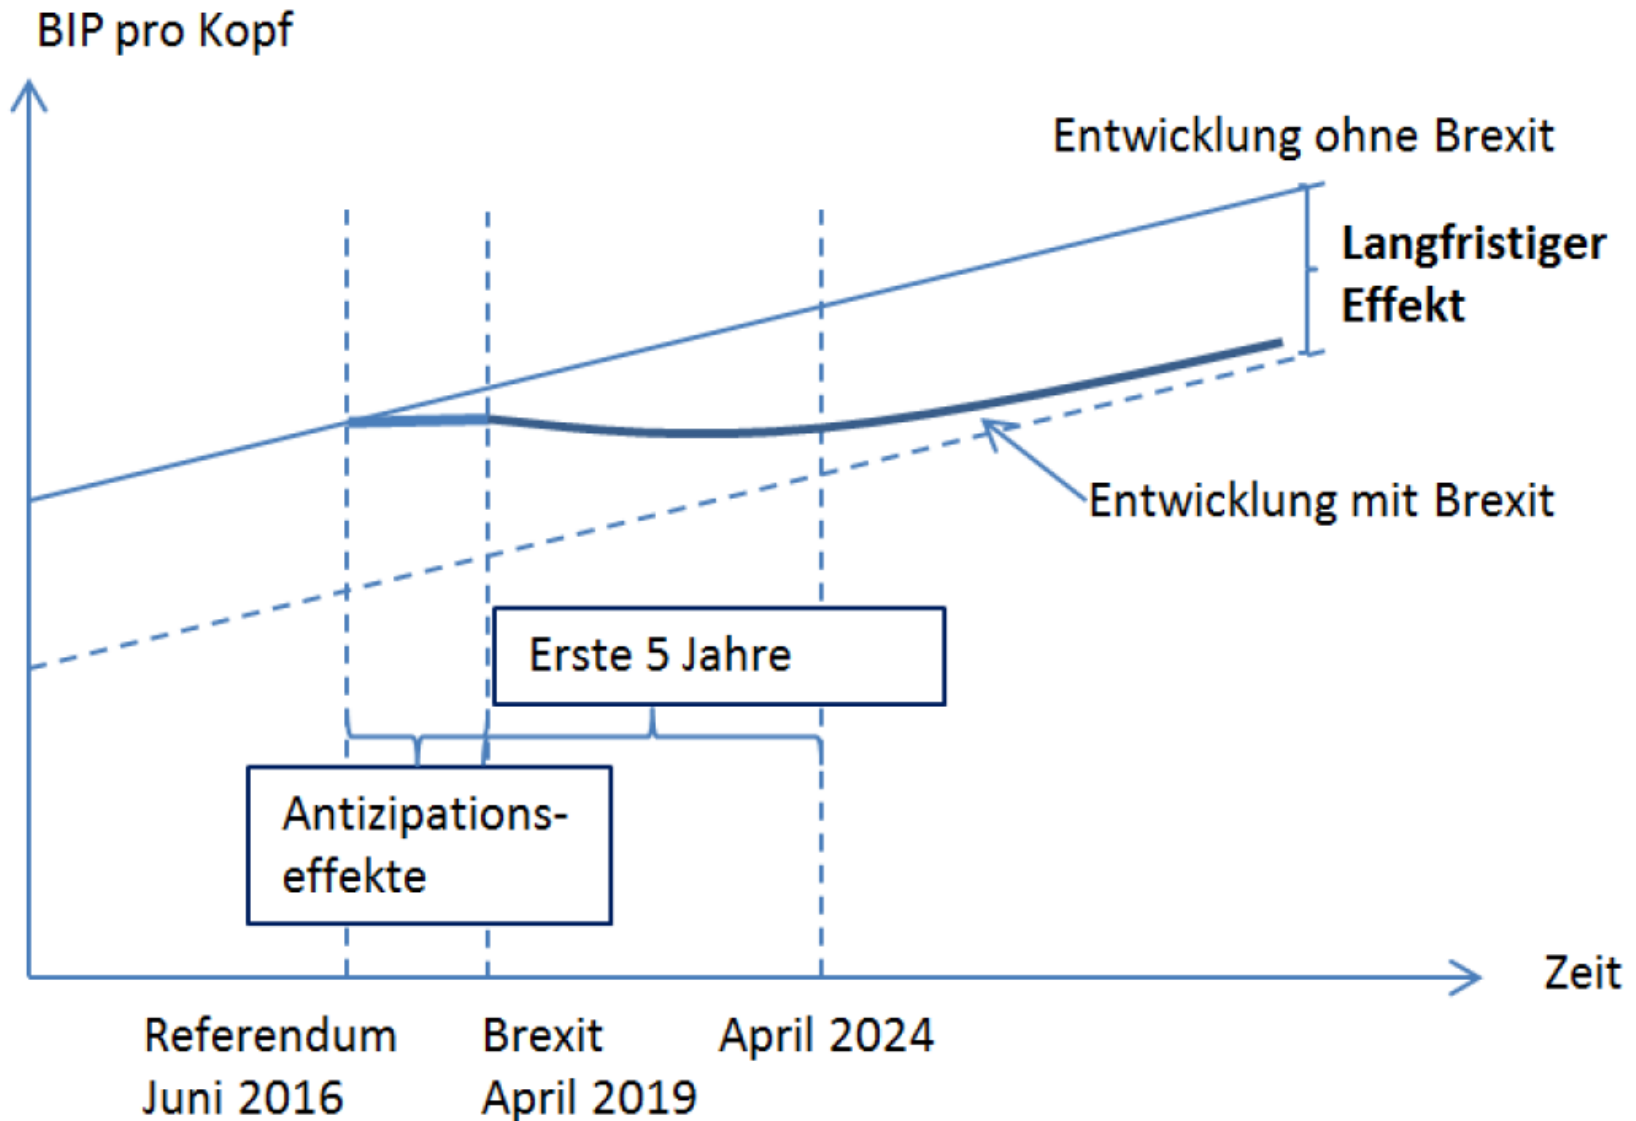 BIP pro Kopf
Entwicklung ohne Brexit
Langfristiger
Effekt
Entwicklung mit Brexit
Erste 5 Jahre
Antizipations-
effekte
Zeit
Referendum
Juni 2016
Brexit
April 2019
April 2024